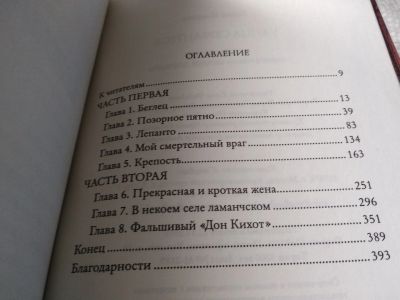 ОГЛАВЛЕНИЕ
К читателям 9
ЧАСТЬ ПЕРВАЯ
Глава 1. Беглец 13
Глава 2. Позорное пятно 39
Глава 3. Лепанто 83
Глава 4. Мой смертельный враг 134
Глава 5. Крепость 163
ЧАСТЬ ВТОРАЯ
Глава 6. Прекрасная и кроткая жена 251
Глава 7. В некоем селе ламанчском 296
Глава 8. Фальшивый «Дон Кихот» 351
Конец 389
Благодарности 393